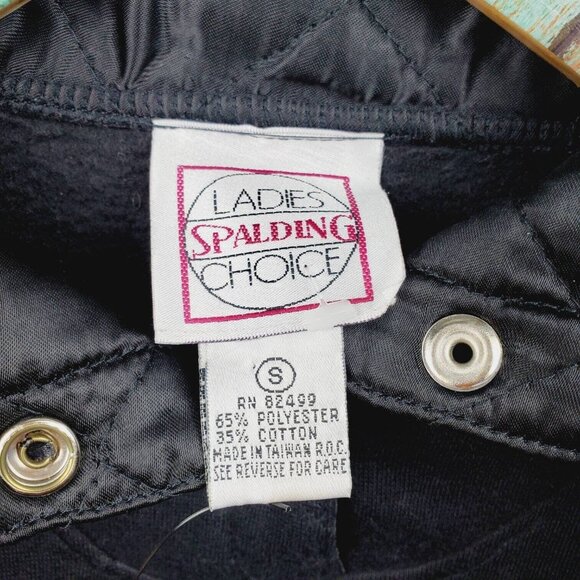 LADIES
SPALDING
CHOICE
S
RN 82499
65% POLYESTER
35% COTTON
MADE IN TAIWAN R.O.C.
SEE REVERSE FOR CARE